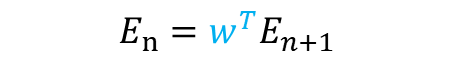 Eₙ = wᵀEₙ₊₁